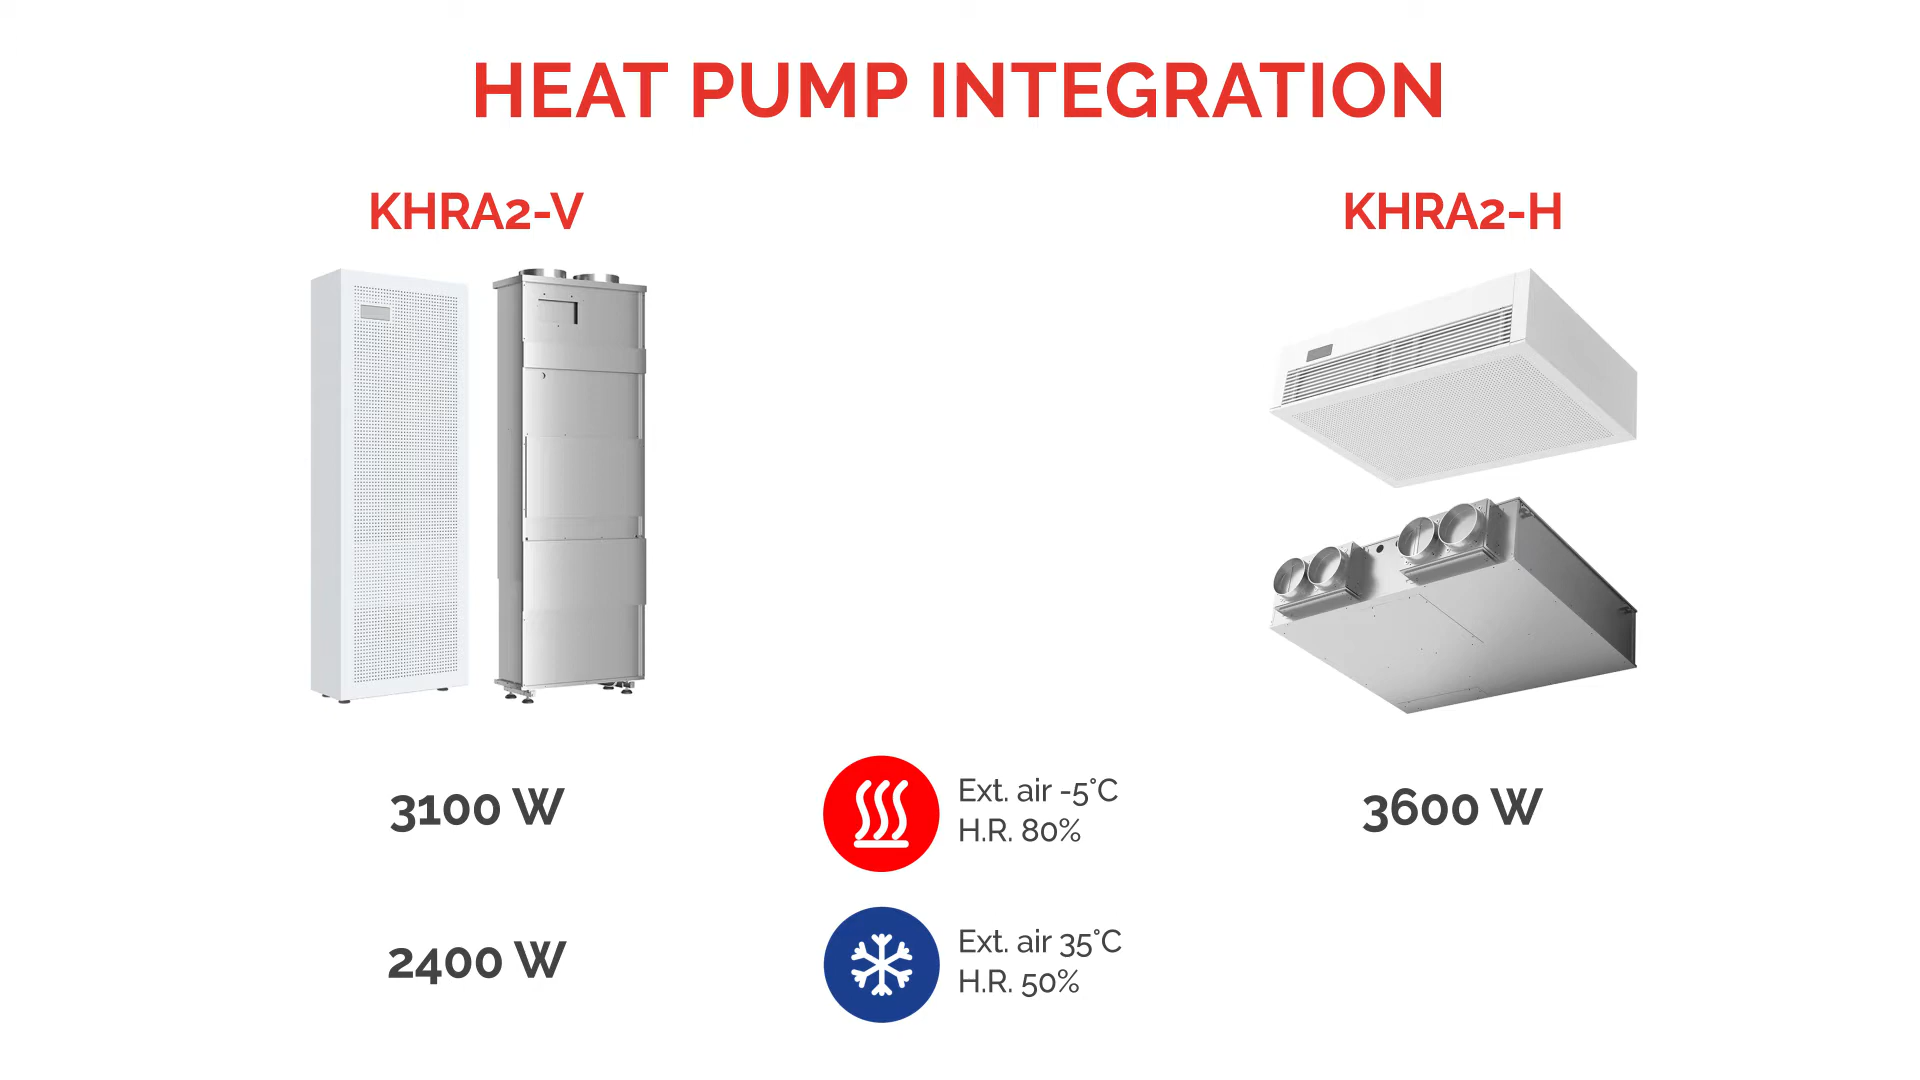 HEAT PUMP INTEGRATION
KHRA2-V
KHRA2-H
3100 W
Ext. air -5°C
H.R. 80%
3600 W
2400 W
Ext. air 35°C
H.R. 50%